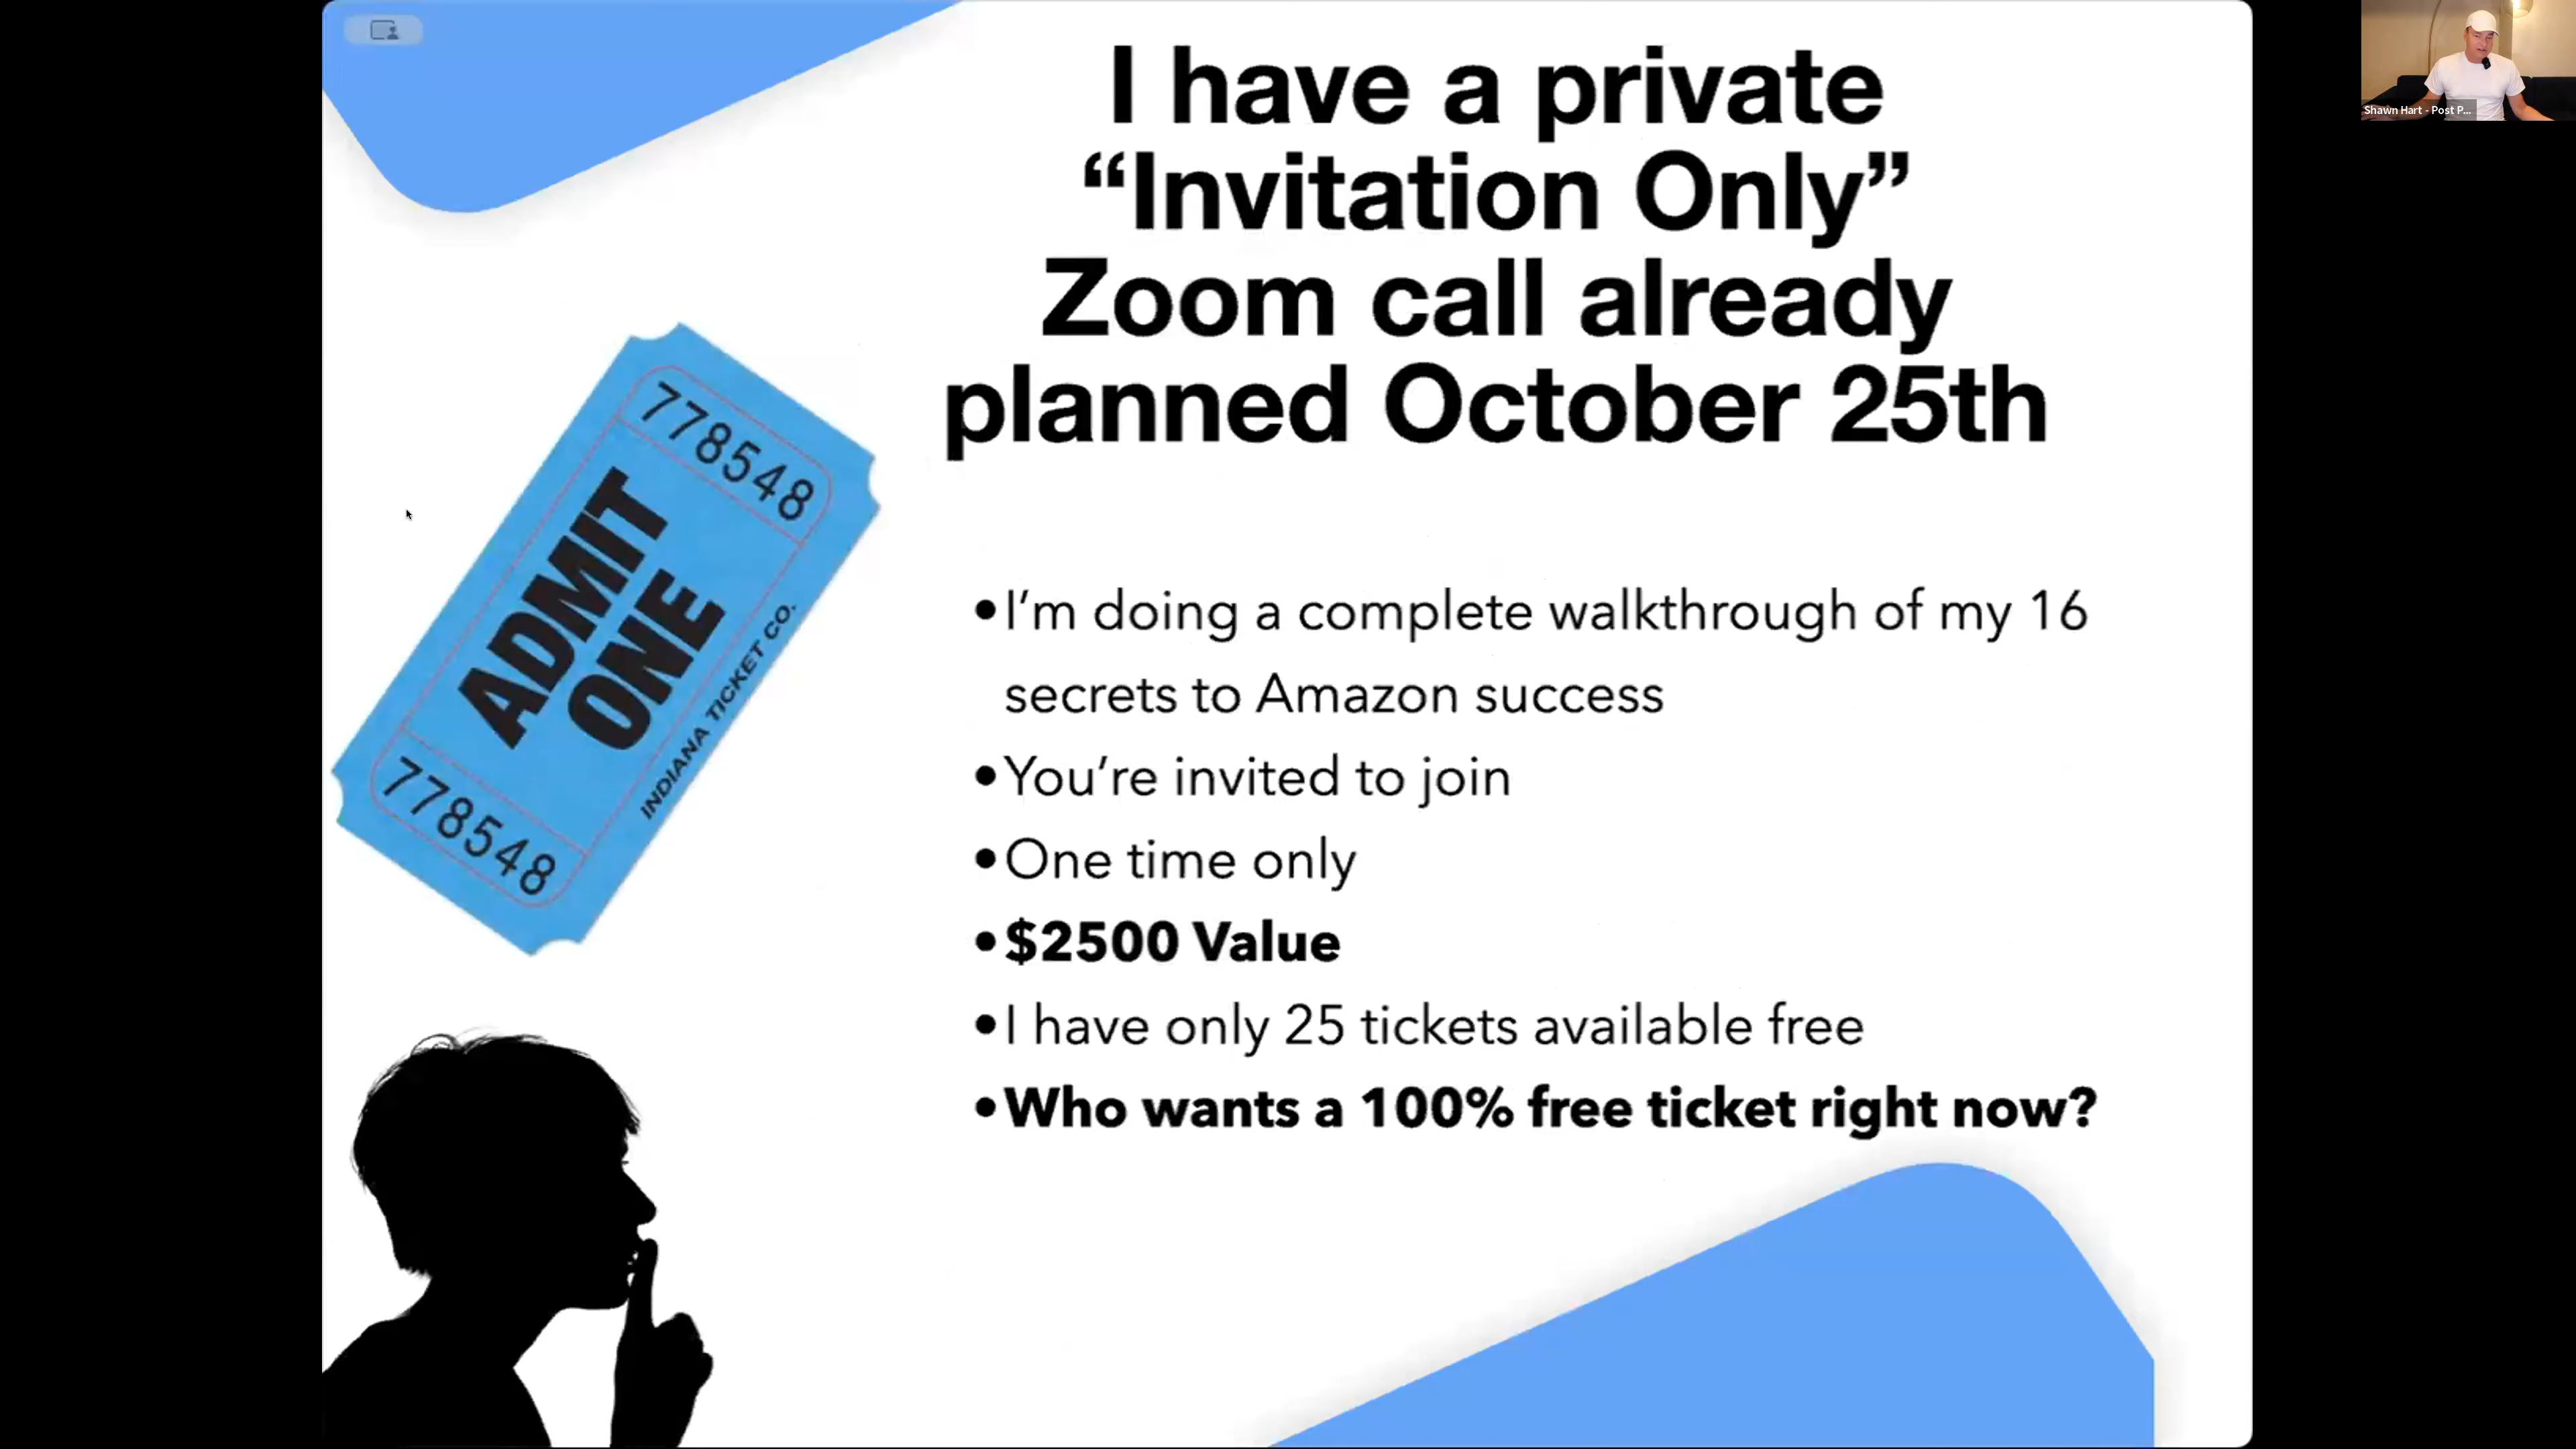 I have a private
“Invitation Only”
Zoom call already
planned October 25th
778548
ADMIT
ONE
INDIANA TICKET CO.
778548
•I’m doing a complete walkthrough of my 16
secrets to Amazon success
•You’re invited to join
•One time only
•$2500 Value
•I have only 25 tickets available free
•Who wants a 100% free ticket right now?
Shawn Hart - Post P...